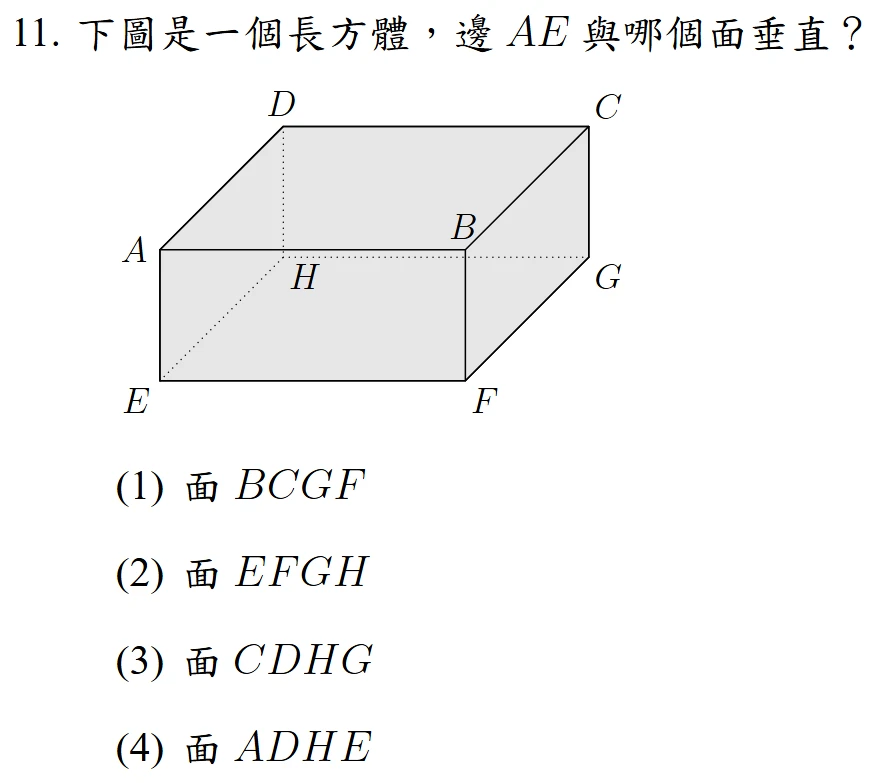 11. 下圖是一個長方體，邊 AE 與哪個面垂直？
D
C
B
A
H
G
E
F
(1) 面 BCGF
(2) 面 EFGH
(3) 面 CDHG
(4) 面 ADHE